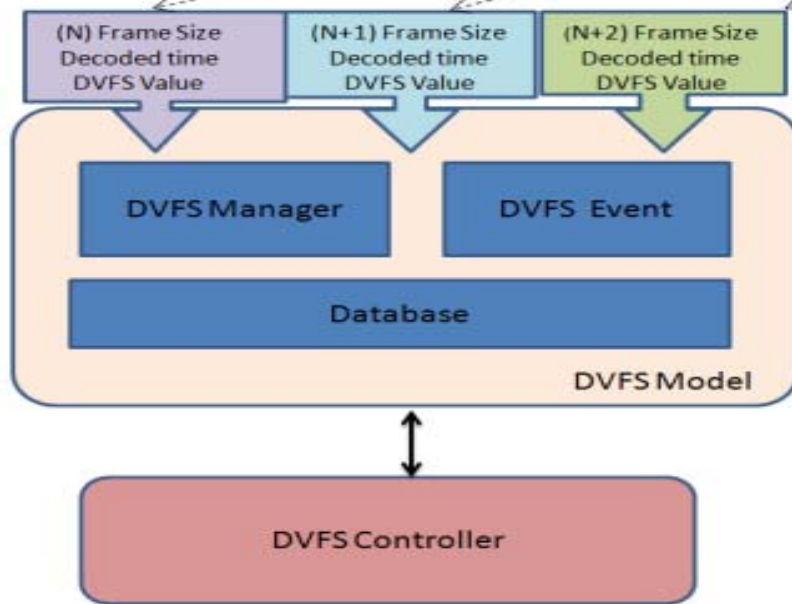 (N) Frame Size
Decoded time
DVFS Value
(N+1) Frame Size
Decoded time
DVFS Value
(N+2) Frame Size
Decoded time
DVFS Value
DVFS Manager
DVFS Event
Database
DVFS Model
DVFS Controller